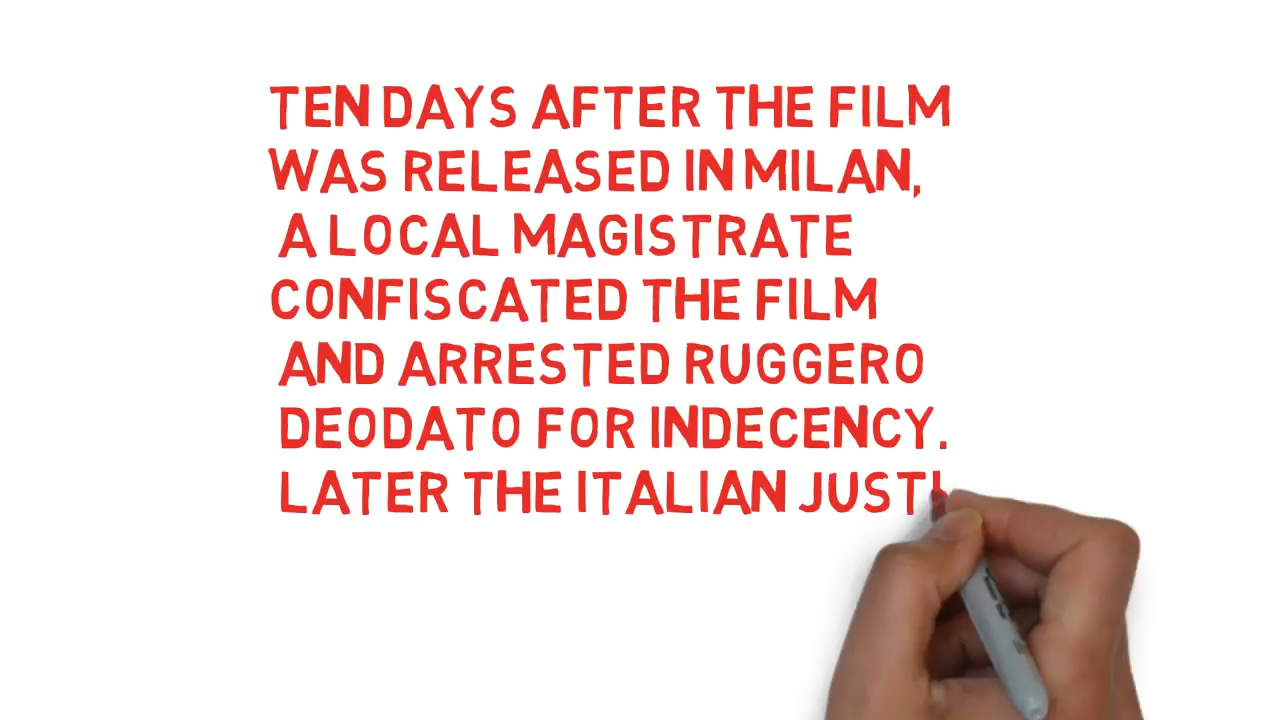 TEN DAYS AFTER THE FILM
WAS RELEASED IN MILAN,
A LOCAL MAGISTRATE
CONFISCATED THE FILM
AND ARRESTED RUGGERO
DEODATO FOR INDECENCY.
LATER THE ITALIAN JUSTI